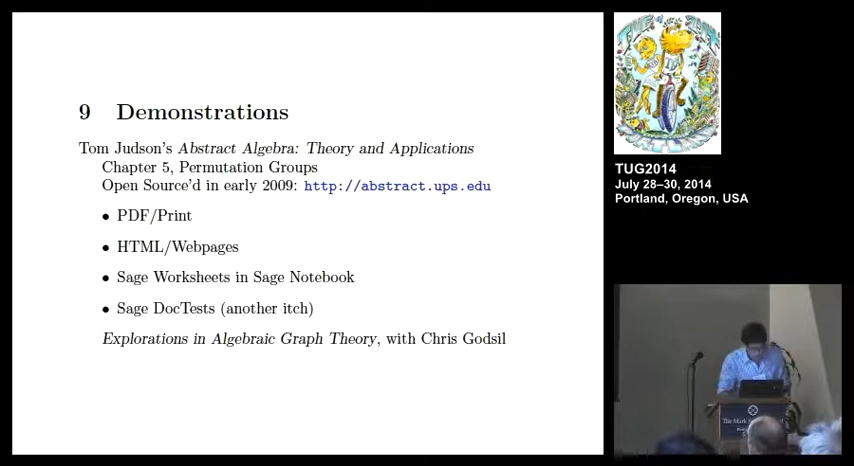 9 Demonstrations
Tom Judson's Abstract Algebra: Theory and Applications
Chapter 5, Permutation Groups
Open Source'd in early 2009: http://abstract.ups.edu
• PDF/Print
• HTML/Webpages
• Sage Worksheets in Sage Notebook
• Sage DocTests (another itch)
Explorations in Algebraic Graph Theory, with Chris Godsil
TUG2014
July 28–30, 2014
Portland, Oregon, USA
The Mark